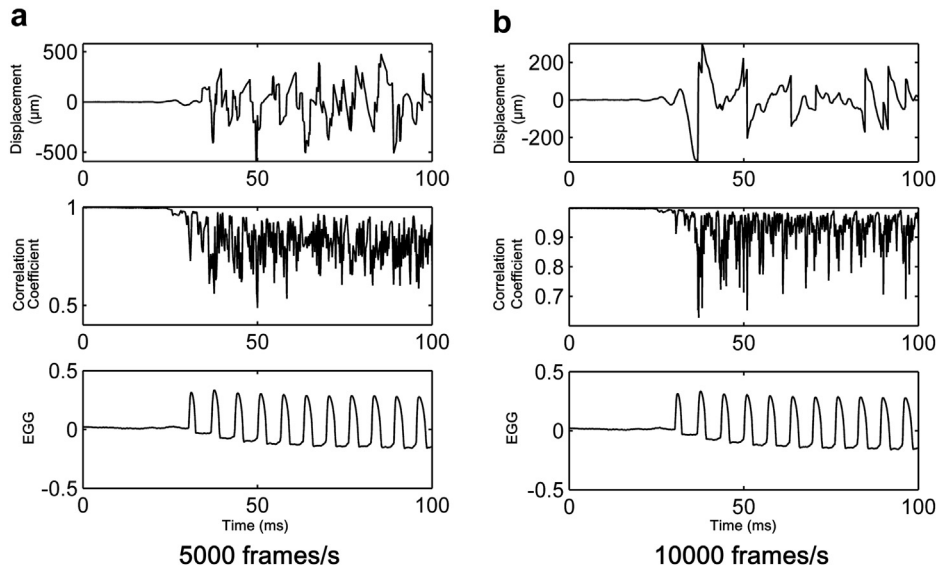 a
Displacement
(μm)
500
0
-500
0
50
100
Correlation
Coefficient
1
0.5
0
50
100
EGG
0.5
0
-0.5
0
50
100
Time (ms)
5000 frames/s
b
Displacement
(μm)
200
0
-200
0
50
100
Correlation
Coefficient
0.9
0.8
0.7
0
50
100
EGG
0.5
0
-0.5
0
50
100
Time (ms)
10000 frames/s